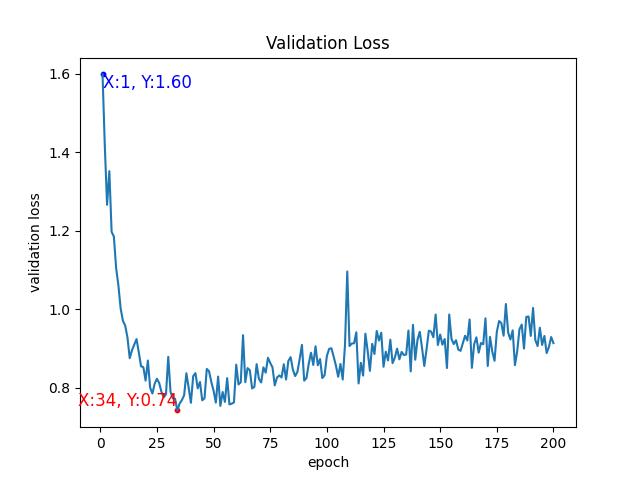 Validation Loss
1.6
X:1, Y:1.60
1.4
1.2
validation loss
1.0
0.8
X:34, Y:0.74
0 25 50 75 100 125 150 175 200
epoch